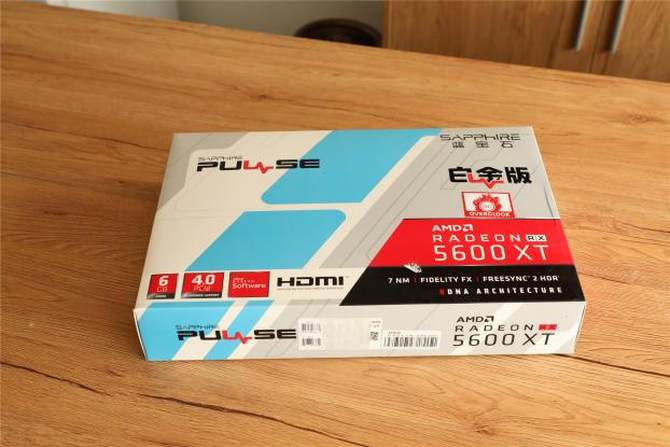 SAPPHIRE
PULSE
SAPPHIRE
蓝宝石
白金版
OVERCLOCK
AMD
RADEON RX
5600 XT
7 NM | FIDELITY FX | FREESYNC 2 HDR
RDNA ARCHITECTURE
6
GB
4.0
PCIe
Software
HDMI
SAPPHIRE
PULSE
AMD
RADEON RX
5600 XT